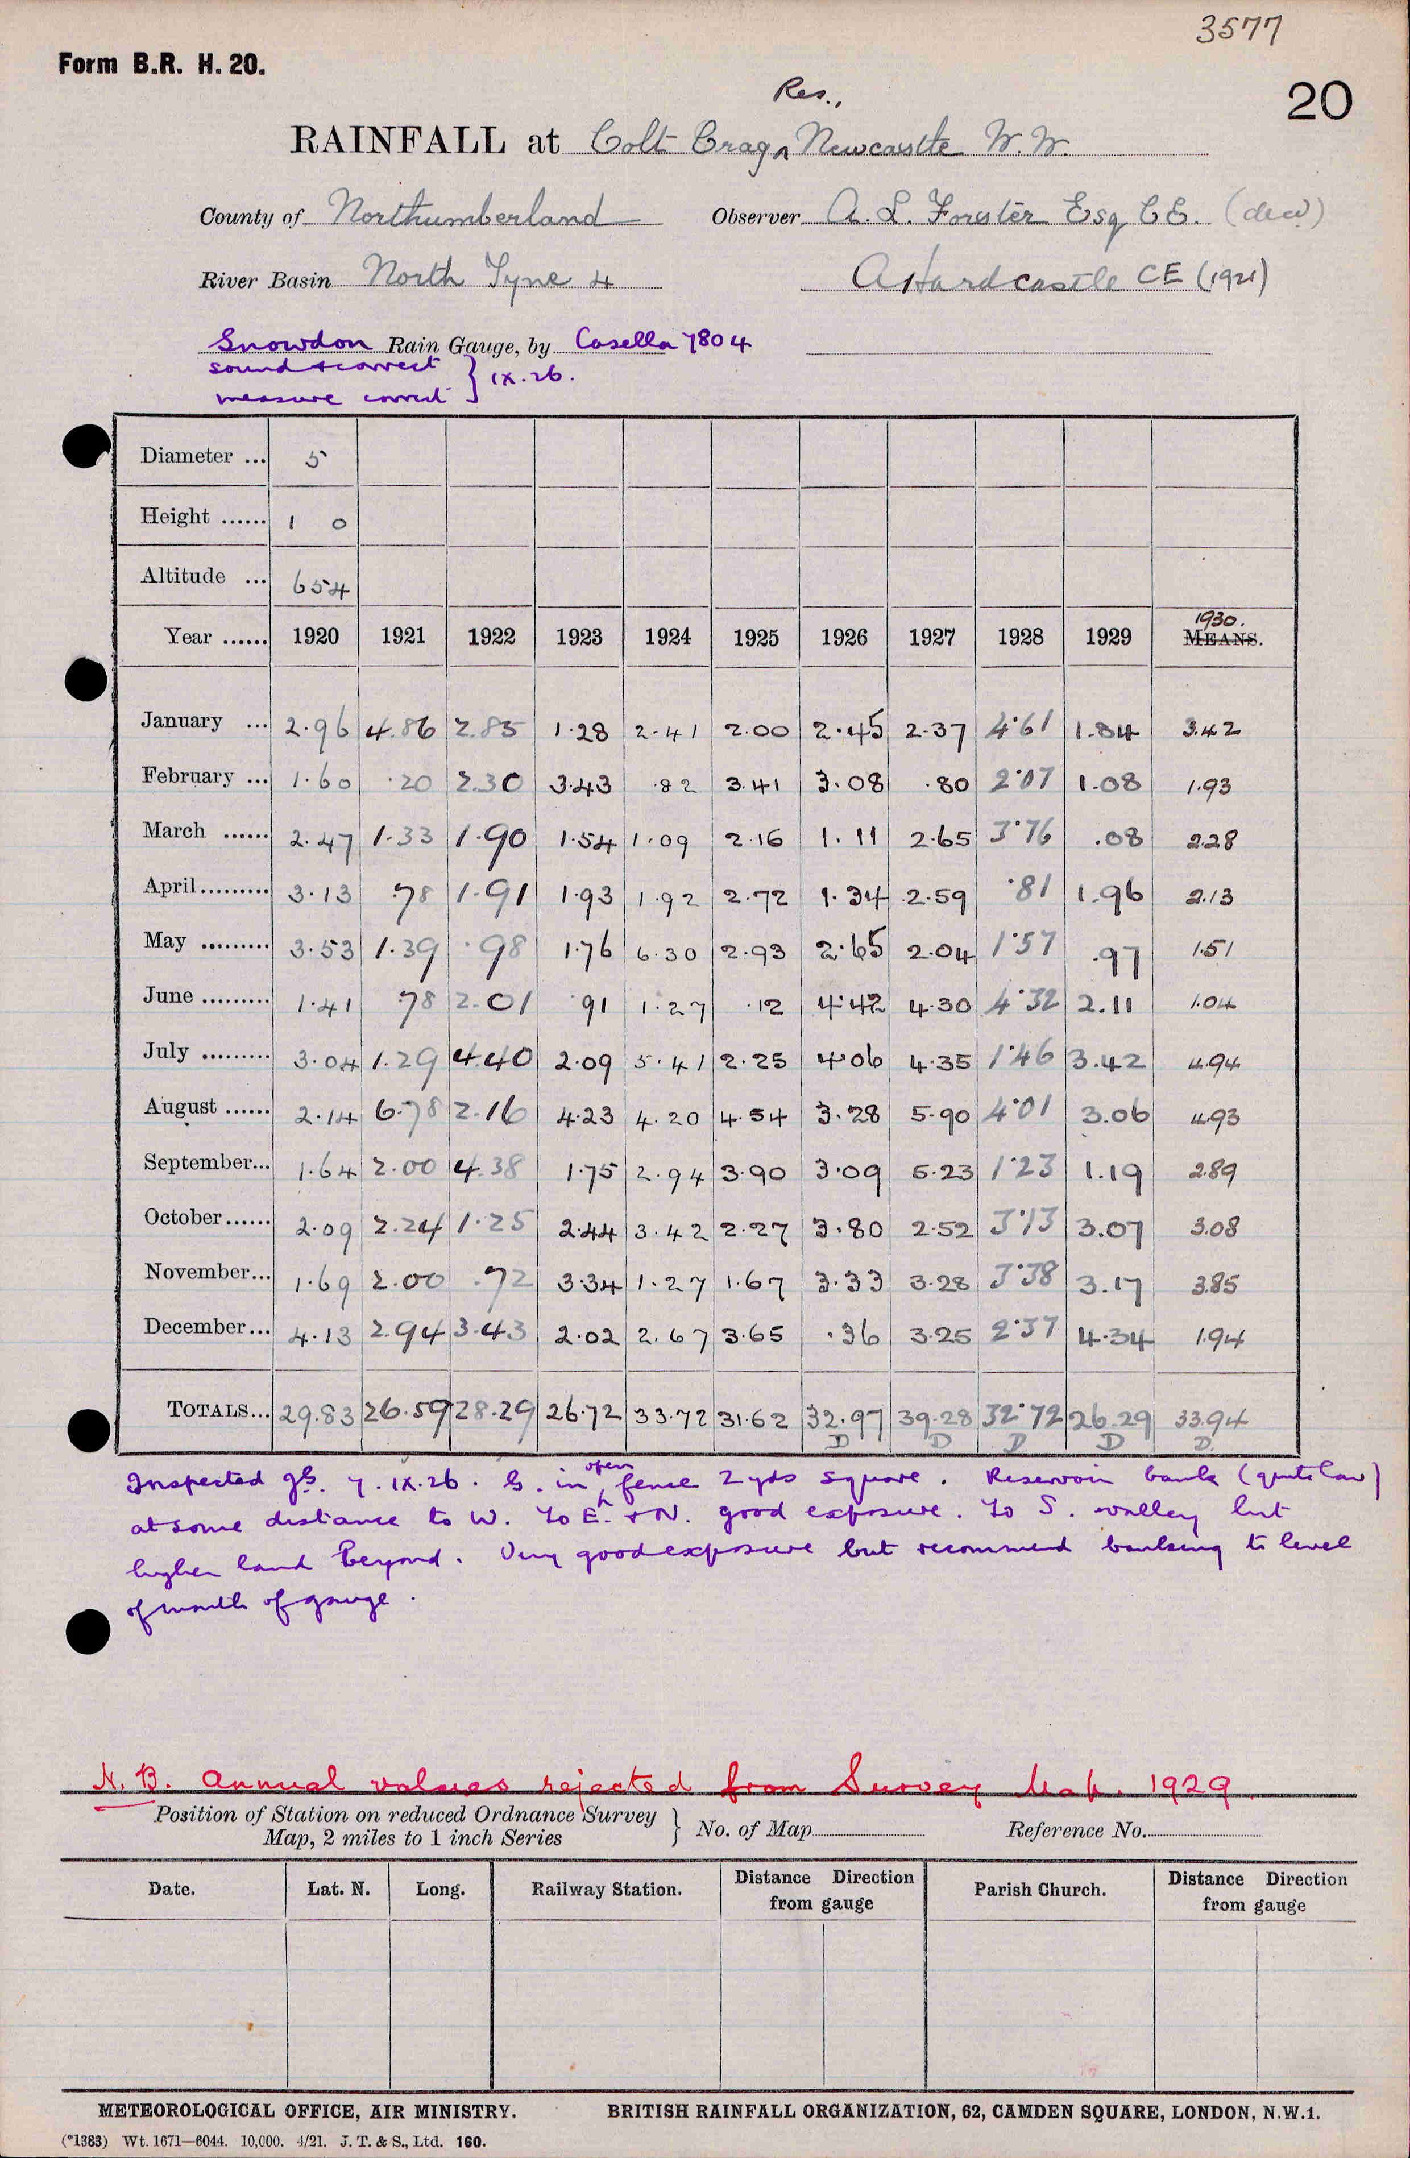 3577
Form B.R. H. 20.
20
Res.,
RAINFALL at Colt Crag ^ Newcastle W.W.
County of Northumberland Observer A. L. Forster Esq C.E. (decd)
River Basin North Tyne 4 A Hardcastle CE (1921)
Snowdon Rain Gauge, by Casella 7804
sound & correct } IX.26.
measure correct
Diameter ... 5
Height ...... 1 0
Altitude ... 654
1930.
Year ...... 1920 1921 1922 1923 1924 1925 1926 1927 1928 1929 MEANS.
January ... 2.96 4.86 2.85 1.28 2.41 2.00 2.45 2.37 4.61 1.84 3.42
February ... 1.60 .20 2.30 3.43 .82 3.41 3.08 .80 2.07 1.08 1.93
March ...... 2.47 1.33 1.90 1.54 1.09 2.16 1.11 2.65 3.76 .08 2.28
April ......... 3.13 .78 1.91 1.93 1.92 2.72 1.34 2.59 .81 1.96 2.13
May ......... 3.53 1.39 .98 1.76 6.30 2.93 2.65 2.04 1.57 .97 1.51
June ......... 1.41 .78 2.01 .91 1.27 .12 4.42 4.30 4.32 2.11 1.04
July ......... 3.04 1.29 4.40 2.09 5.41 2.25 4.06 4.35 1.46 3.42 4.94
August ...... 2.14 6.78 2.16 4.23 4.20 4.54 3.28 5.90 4.01 3.06 4.93
September... 1.64 2.00 4.38 1.75 2.94 3.90 3.09 5.23 1.23 1.19 2.89
October ...... 2.09 2.24 1.25 2.44 3.42 2.27 3.80 2.52 3.13 3.07 3.08
November... 1.69 2.00 .72 3.34 1.27 1.67 3.33 3.28 3.38 3.17 3.85
December... 4.13 2.94 3.43 2.02 2.67 3.65 .36 3.25 2.37 4.34 1.94
TOTALS... 29.83 26.59 28.29 26.72 33.72 31.62 32.97 39.28 32.72 26.29 33.94
D D D D D
open
Inspected 7.IX.26. G. in ^ fence 2 yds square. Reservoir bank (quite low)
at some distance to W. To E. & N. good exposure. To S. valley but
higher land beyond. Very good exposure but recommend banking to level
of mouth of gauge.
N.B. Annual values rejected from Survey Map. 1929.
Position of Station on reduced Ordnance Survey } No. of Map Reference No.
Map, 2 miles to 1 inch Series
Date. Lat. N. Long. Railway Station. Distance Direction from gauge Parish Church. Distance Direction from gauge
METEOROLOGICAL OFFICE, AIR MINISTRY. BRITISH RAINFALL ORGANIZATION, 62, CAMDEN SQUARE, LONDON, N.W.1.
(*1383) Wt. 1671—6044. 10,000. 4/21. J. T. & S., Ltd. 160.